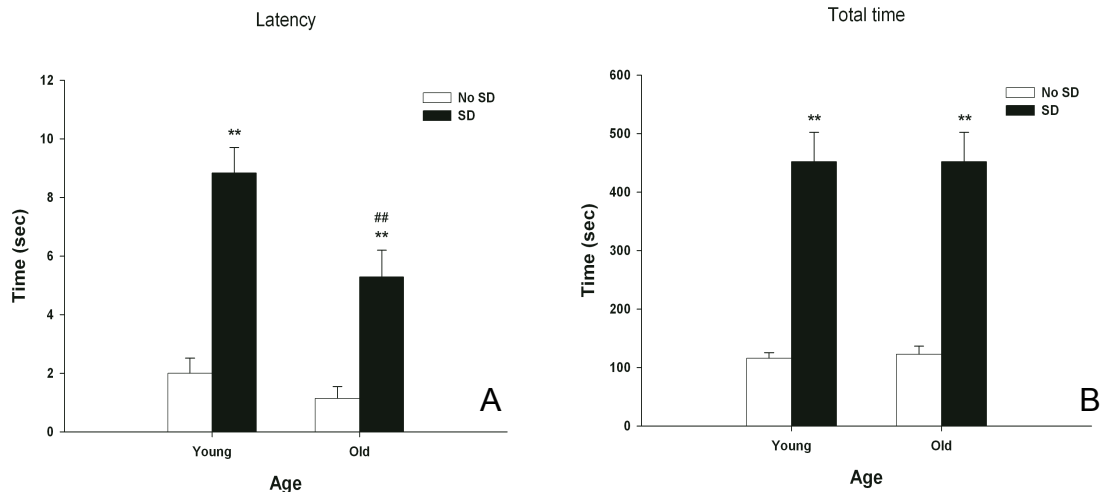 Latency
12
10
8
6
4
2
0
Time (sec)
No SD
SD
**
##
**
Young
Old
Age
A
Total time
600
500
400
300
200
100
0
Time (sec)
No SD
SD
**
**
Young
Old
Age
B